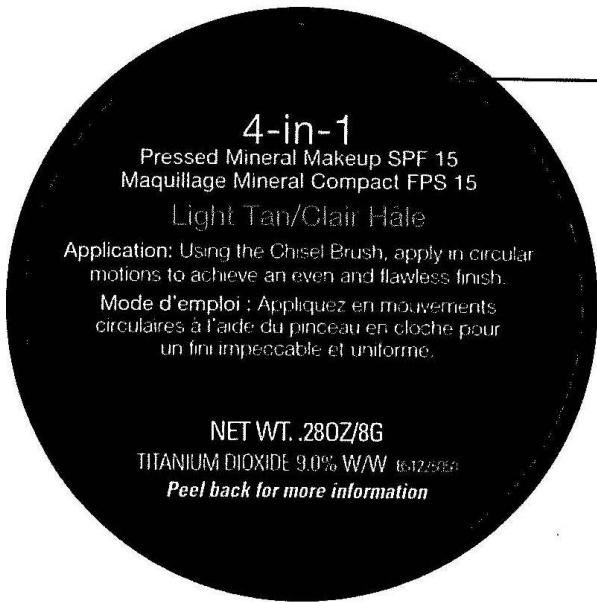 4-in-1
Pressed Mineral Makeup SPF 15
Maquillage Mineral Compact FPS 15
Light Tan/Clair Hâle
Application: Using the Chisel Brush, apply in circular
motions to achieve an even and flawless finish.
Mode d'emploi : Appliquez en mouvements
circulaires à l'aide du pinceau en cloche pour
un fini impeccable et uniforme.
NET WT. .28OZ/8G
TITANIUM DIOXIDE 9.0% W/W
Peel back for more information